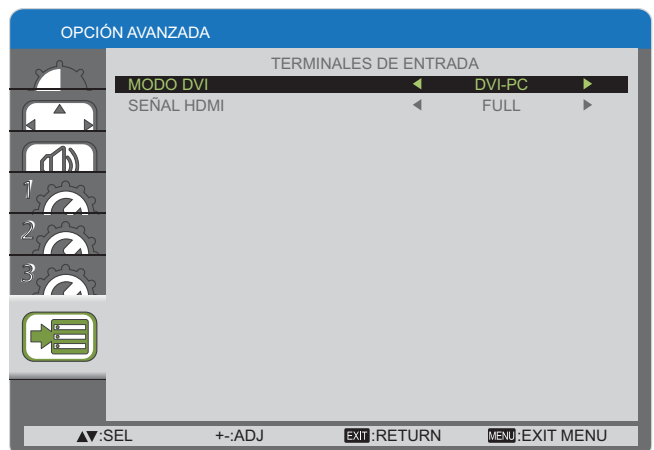 OPCIÓN AVANZADA
TERMINALES DE ENTRADA
MODO DVI DVI-PC
SEÑAL HDMI FULL
1
2
3
▲▼:SEL +-:ADJ EXIT:RETURN MENU:EXIT MENU